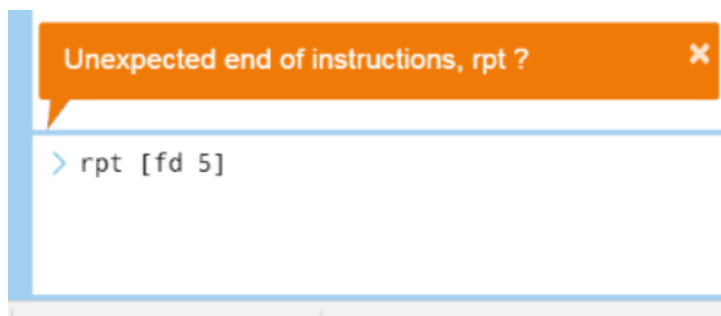 Unexpected end of instructions, rpt ?
> rpt [fd 5]